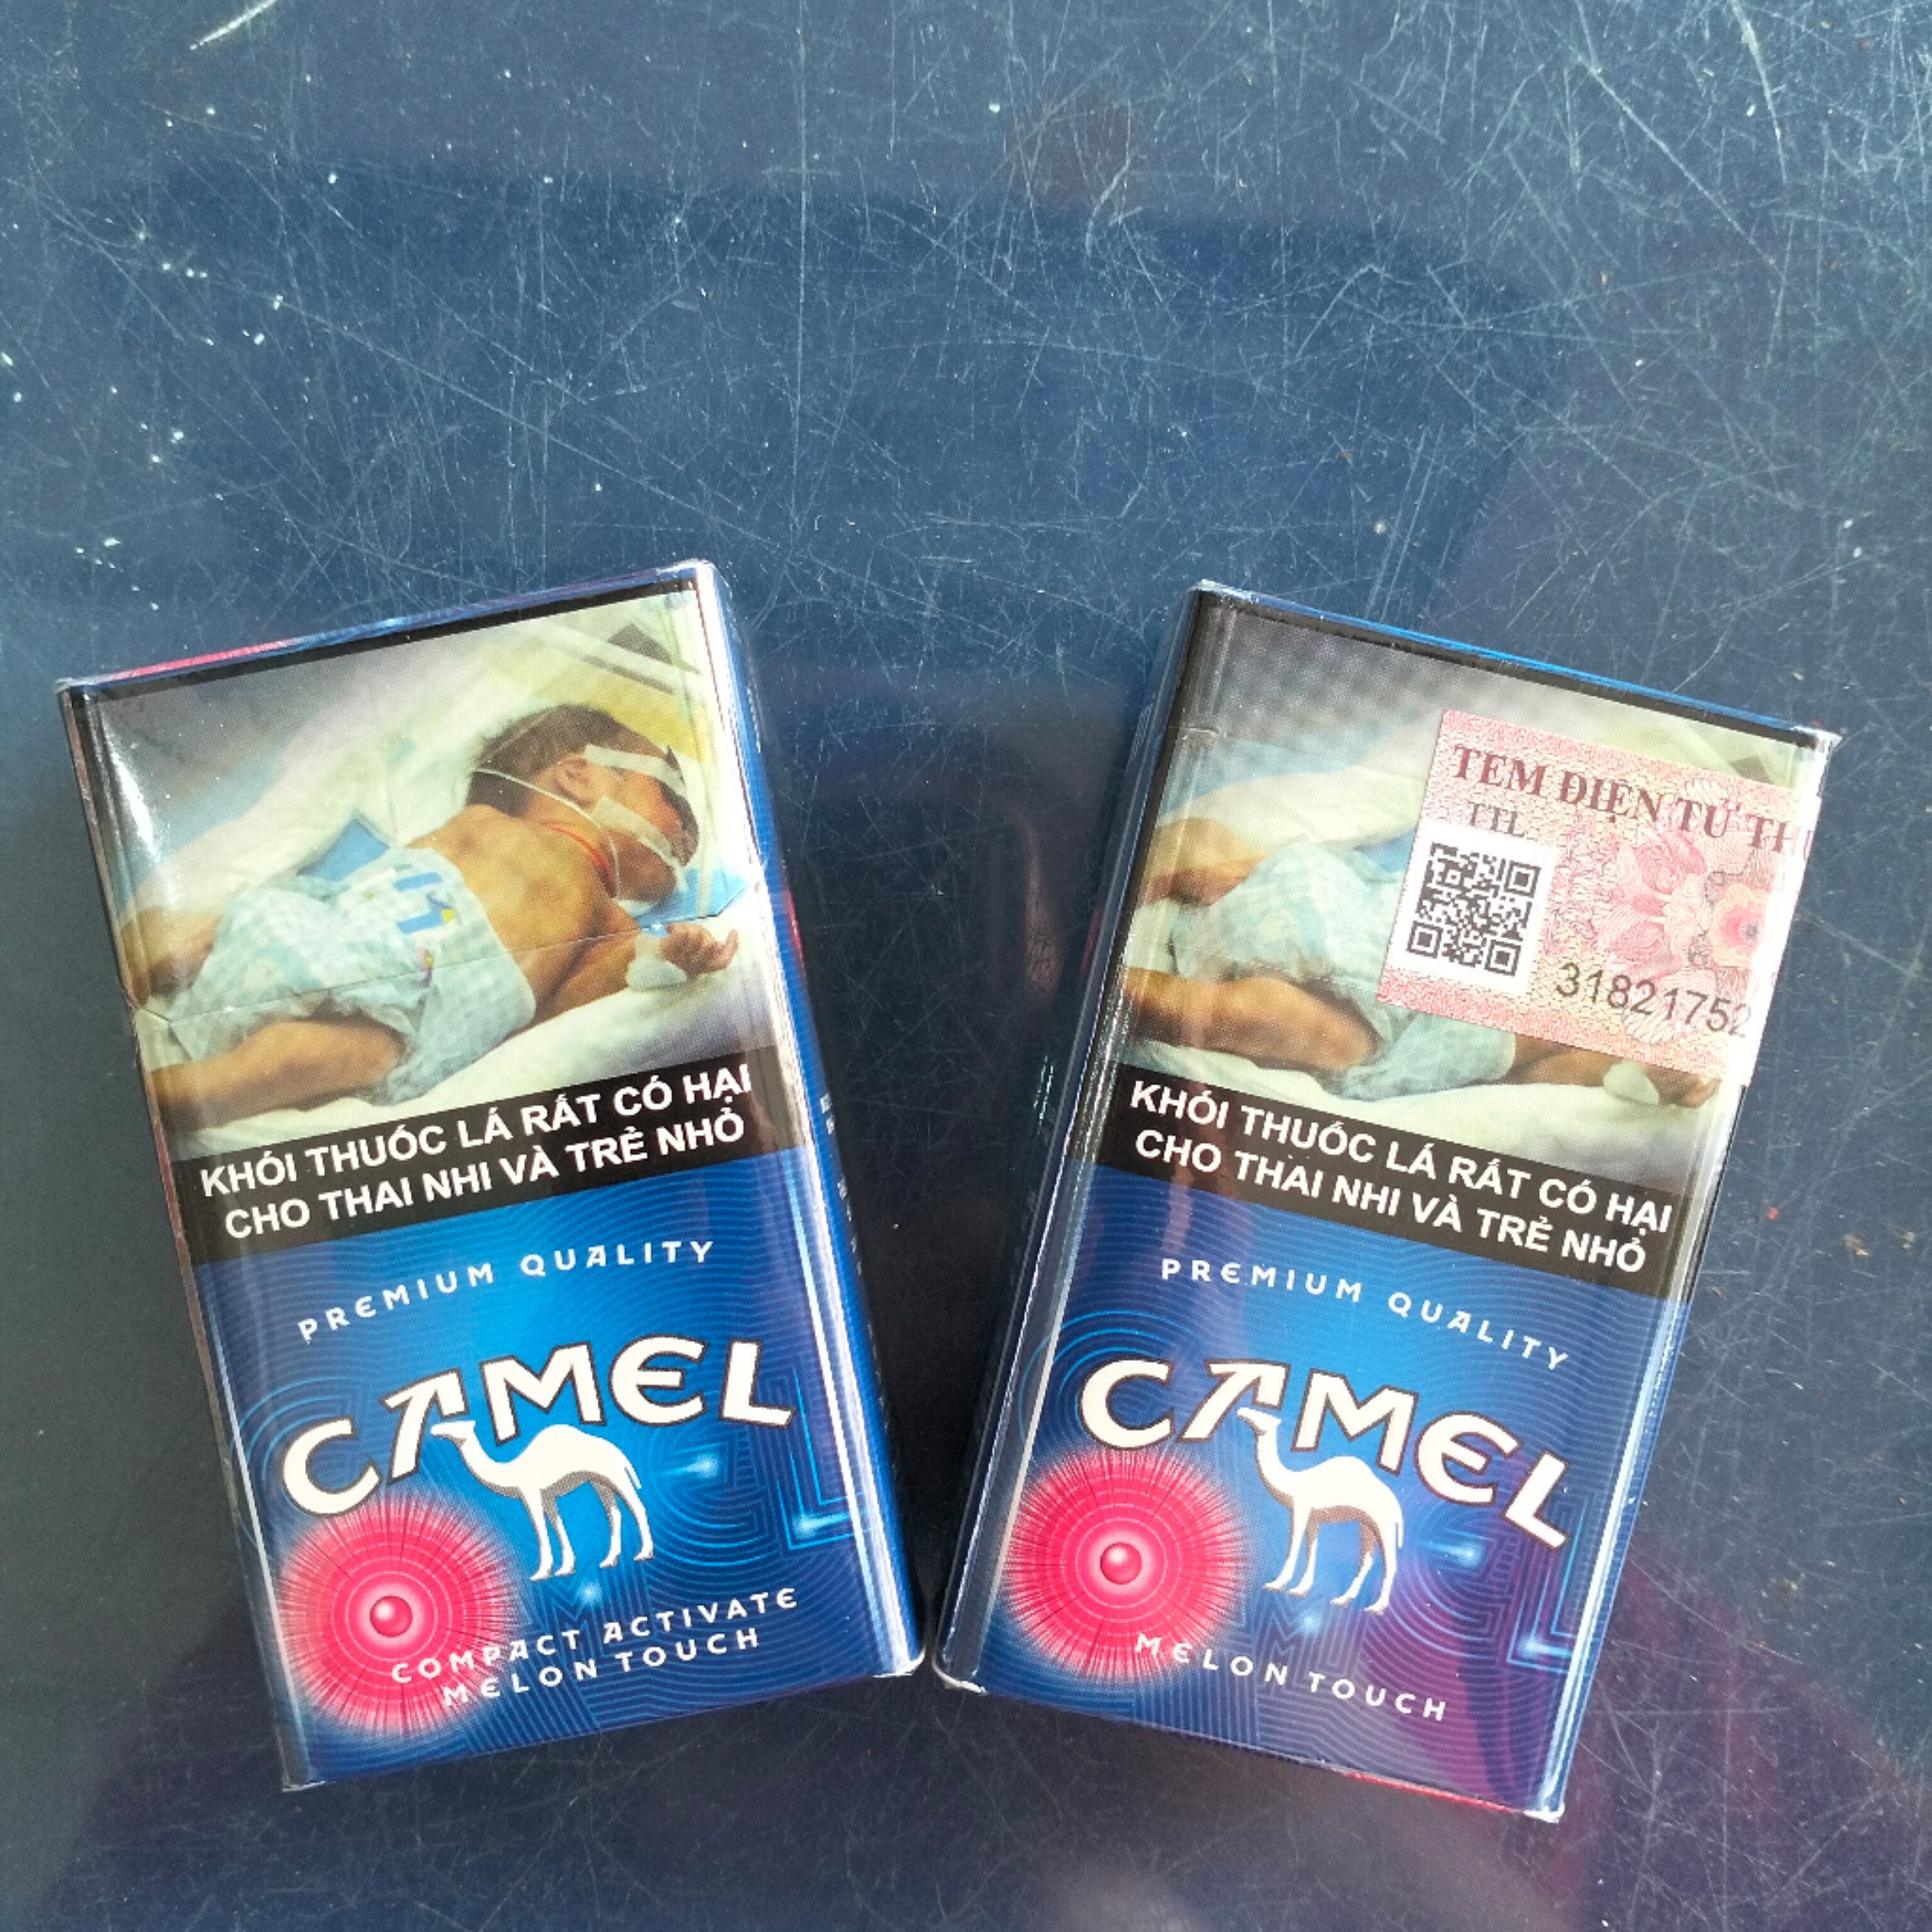 KHÓI THUỐC LÁ RẤT CÓ HẠI
CHO THAI NHI VÀ TRẺ NHỎ
PREMIUM QUALITY
CAMEL
COMPACT ACTIVATE
MELON TOUCH
TEM ĐIỆN TỬ
TTL
31821752
KHÓI THUỐC LÁ RẤT CÓ HẠI
CHO THAI NHI VÀ TRẺ NHỎ
PREMIUM QUALITY
CAMEL
MELON TOUCH